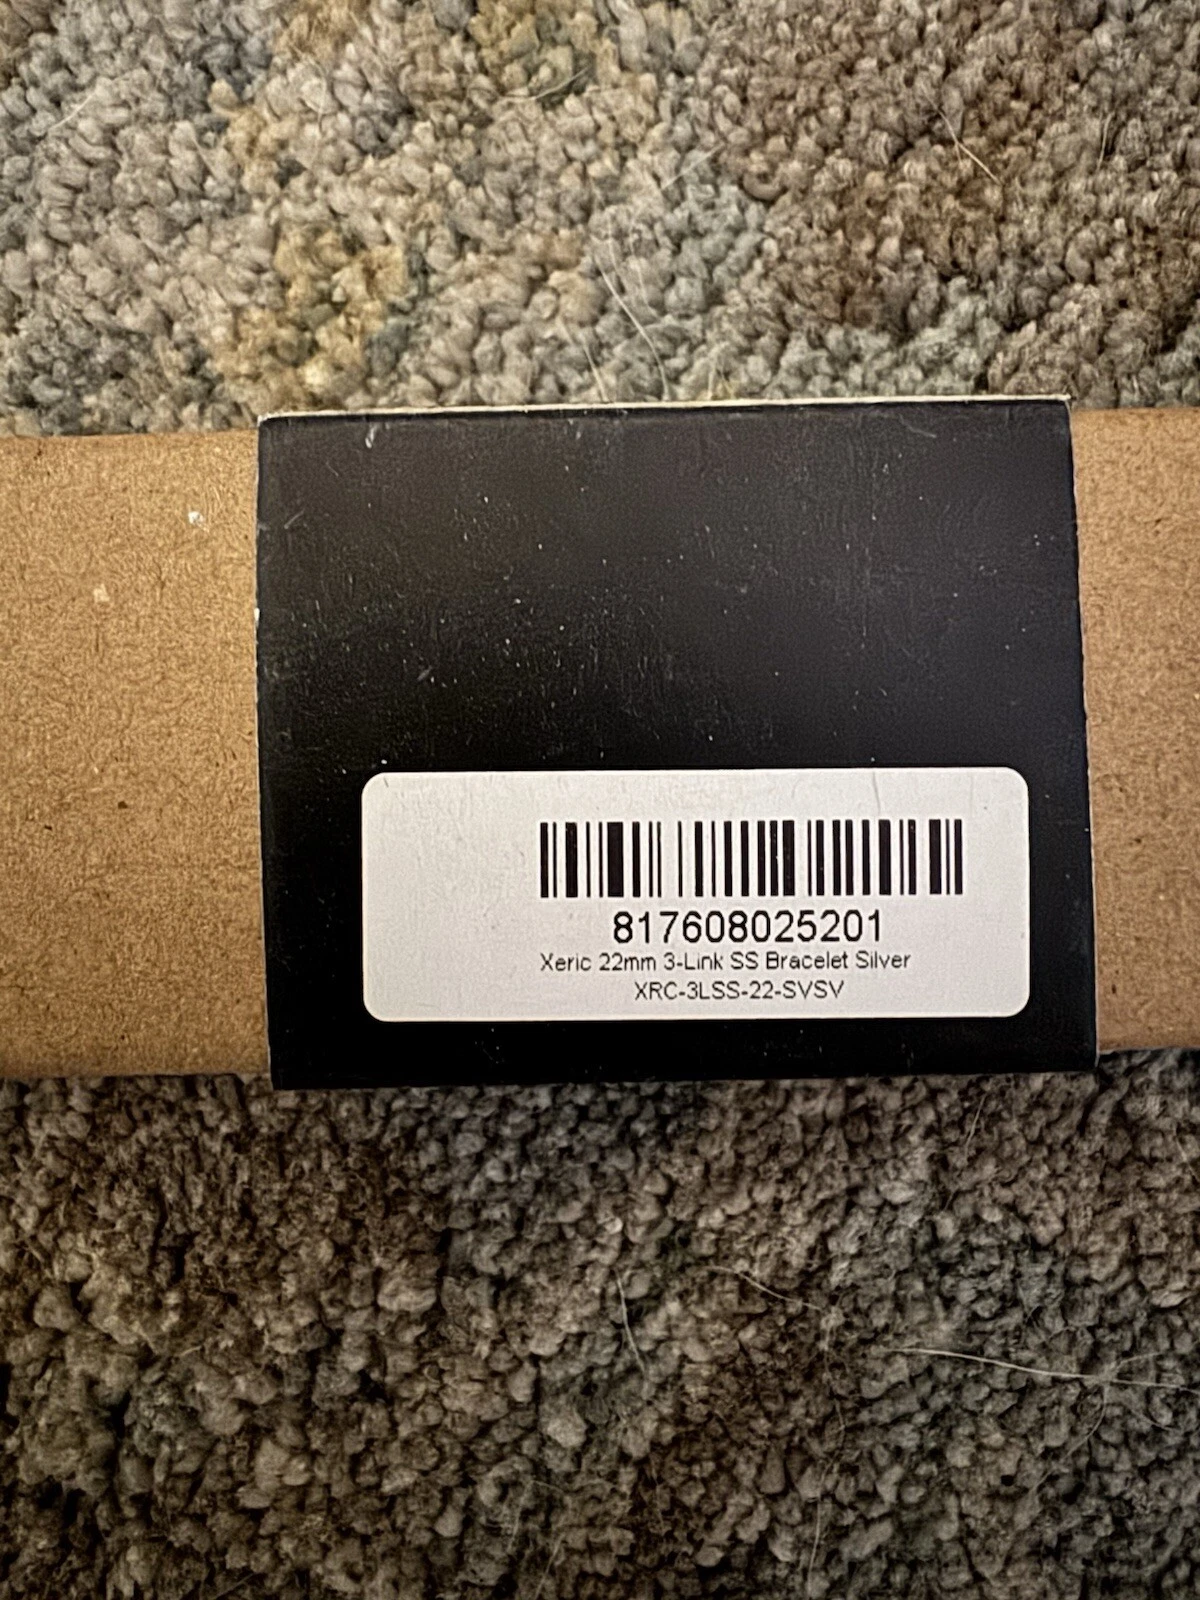 817608025201
Xeric 22mm 3-Link SS Bracelet Silver
XRC-3LSS-22-SVSV